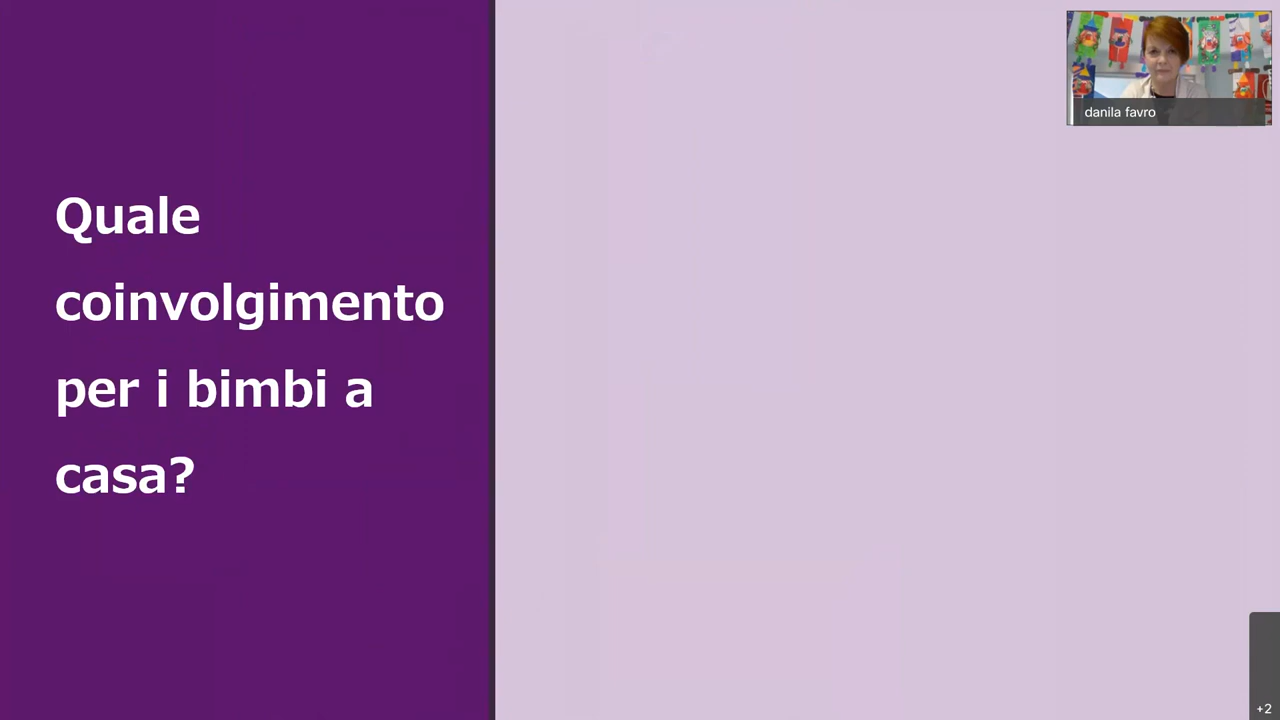 Quale
coinvolgimento
per i bimbi a
casa?
danila favro
+2